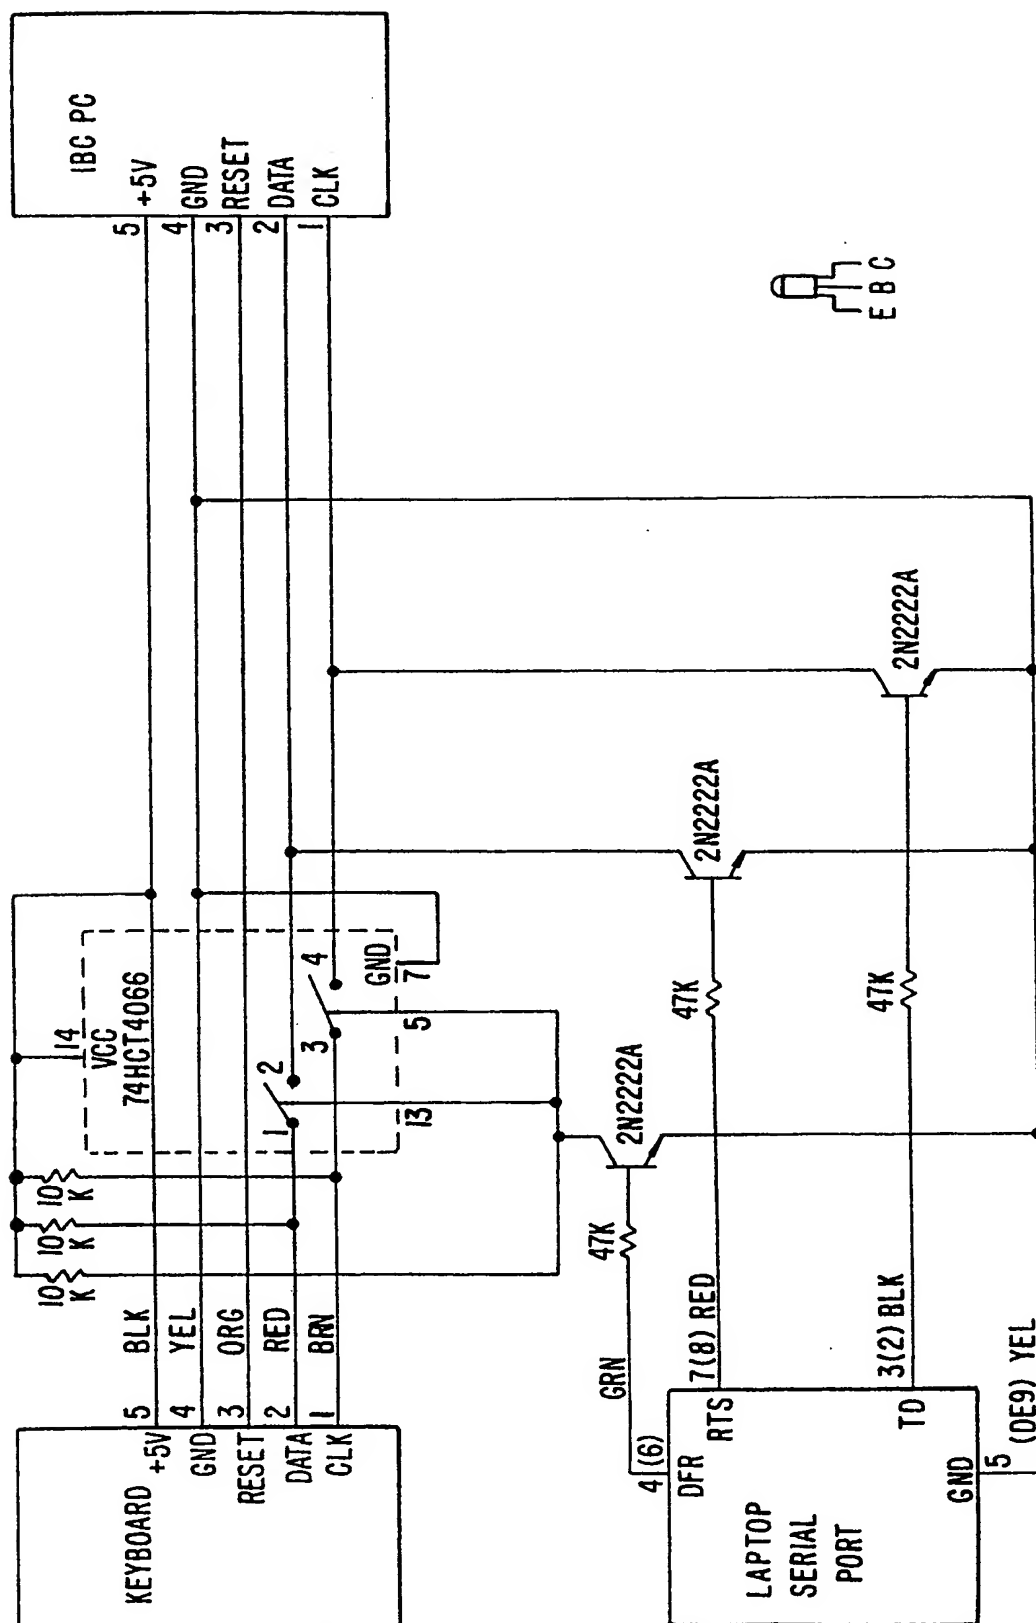 KEYBOARD
+5V
GND
RESET
DATA
CLK
5
4
3
2
1
BLK
YEL
ORG
RED
BRN
10
K
10
K
10
K
14
VCC
74HCT4066
1
2
3
4
13
5
GND
7
IBC PC
+5V
GND
RESET
DATA
CLK
5
4
3
2
1
LAPTOP
SERIAL
PORT
DFR
4 (6)
GRN
47K
2N2222A
RTS
7(8) RED
47K
2N2222A
TD
3(2) BLK
47K
2N2222A
GND
5
(DE9) YEL
E B C